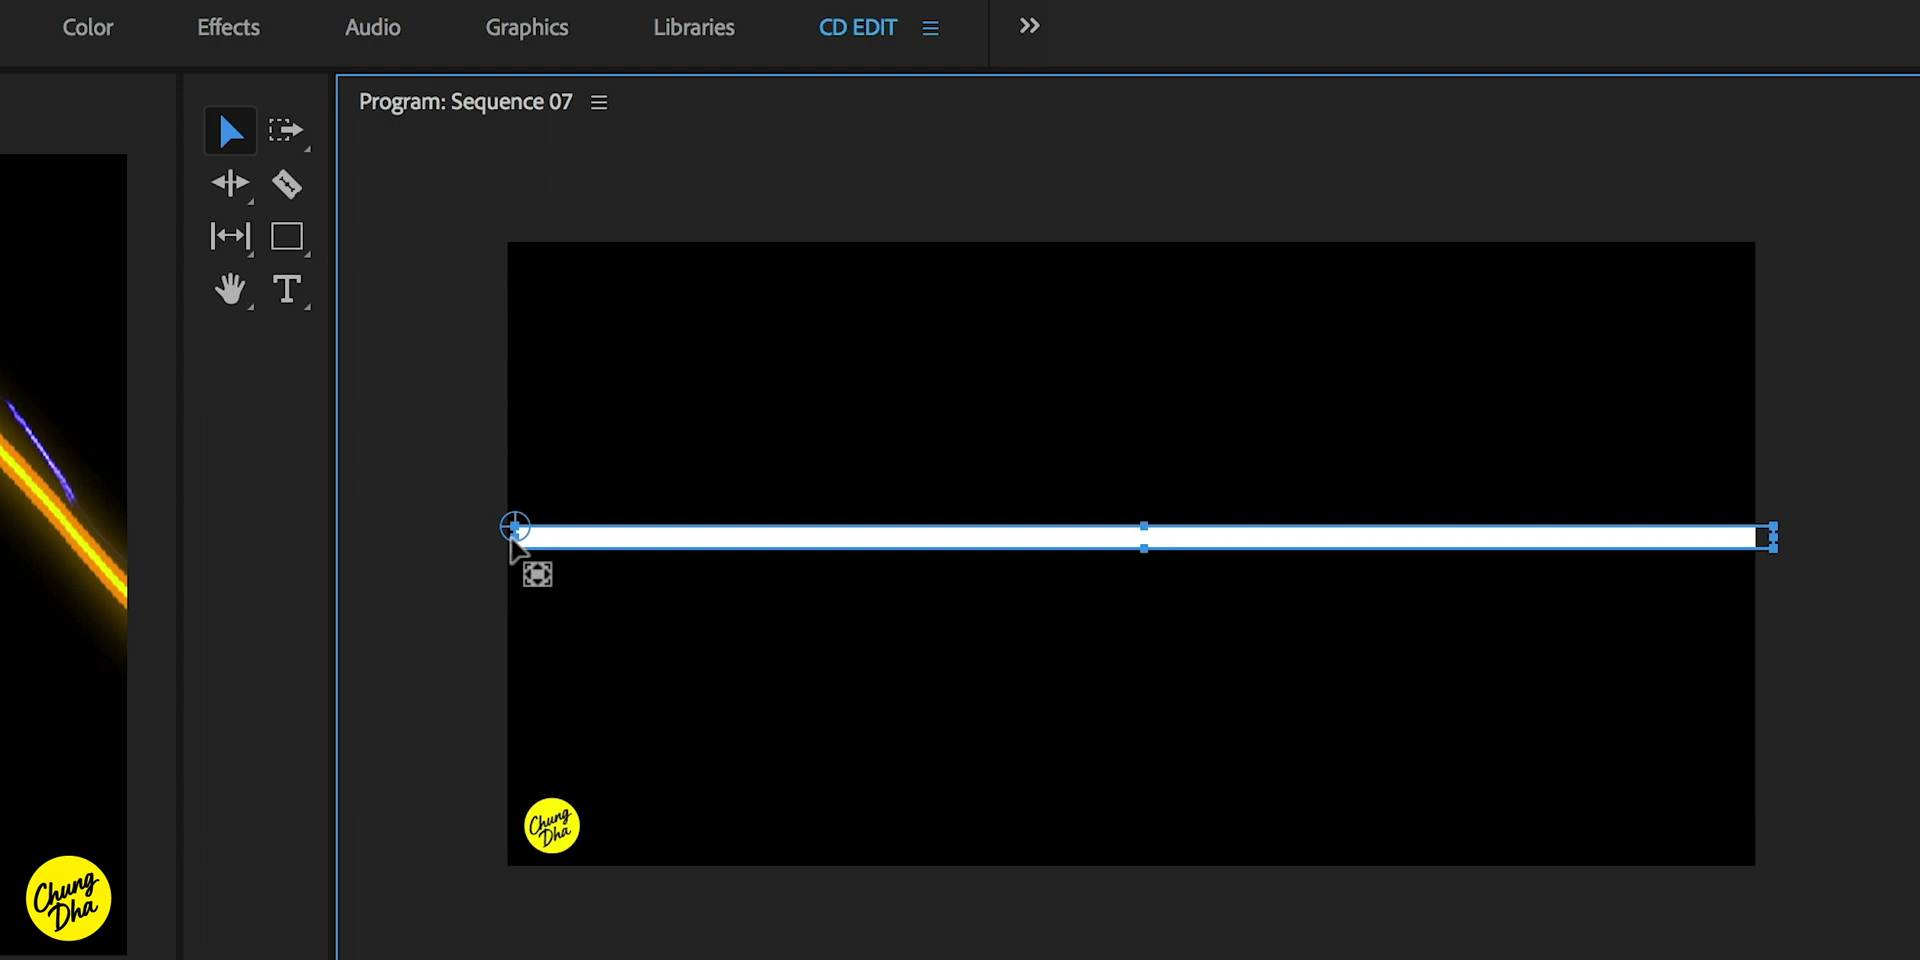 Color Effects Audio Graphics Libraries CD EDIT
Program: Sequence 07
Chung
Dha
Chung
Dha